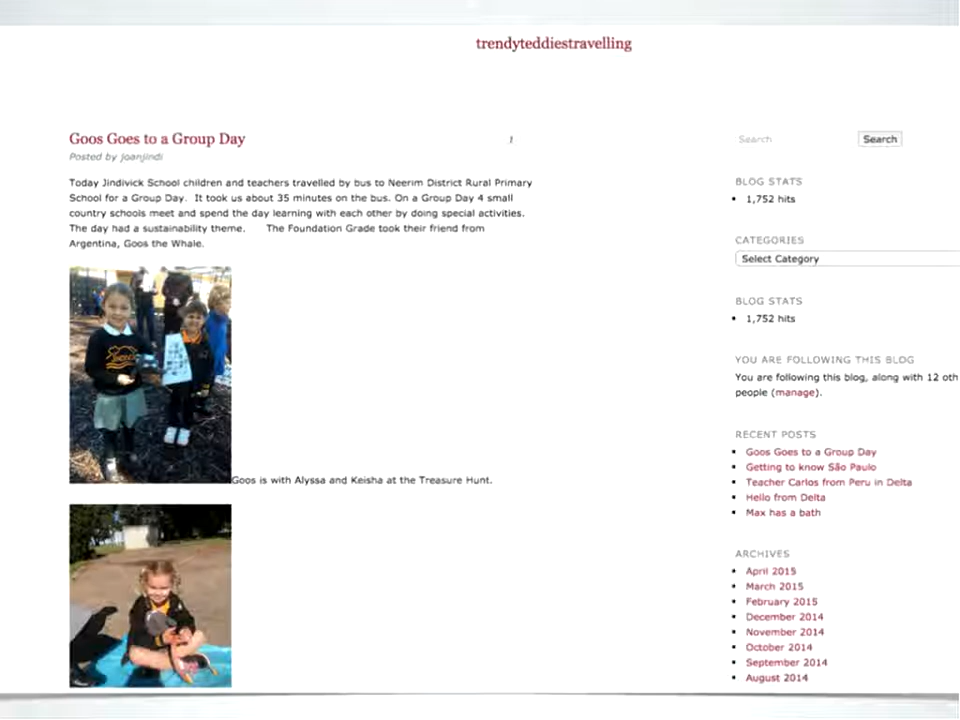 trendyteddiestravelling
Goos Goes to a Group Day
Posted by joanjindi
Today Jindivick School children and teachers travelled by bus to Neerim District Rural Primary
School for a Group Day. It took us about 35 minutes on the bus. On a Group Day 4 small
country schools meet and spend the day learning with each other by doing special activities.
The day had a sustainability theme. The Foundation Grade took their friend from
Argentina, Goos the Whale.
Goos is with Alyssa and Keisha at the Treasure Hunt.
Search Search
BLOG STATS
1,752 hits
CATEGORIES
Select Category
BLOG STATS
1,752 hits
YOU ARE FOLLOWING THIS BLOG
You are following this blog, along with 12 oth
people (manage).
RECENT POSTS
Goos Goes to a Group Day
Getting to know São Paulo
Teacher Carlos from Peru in Delta
Hello from Delta
Max has a bath
ARCHIVES
April 2015
March 2015
February 2015
December 2014
November 2014
October 2014
September 2014
August 2014